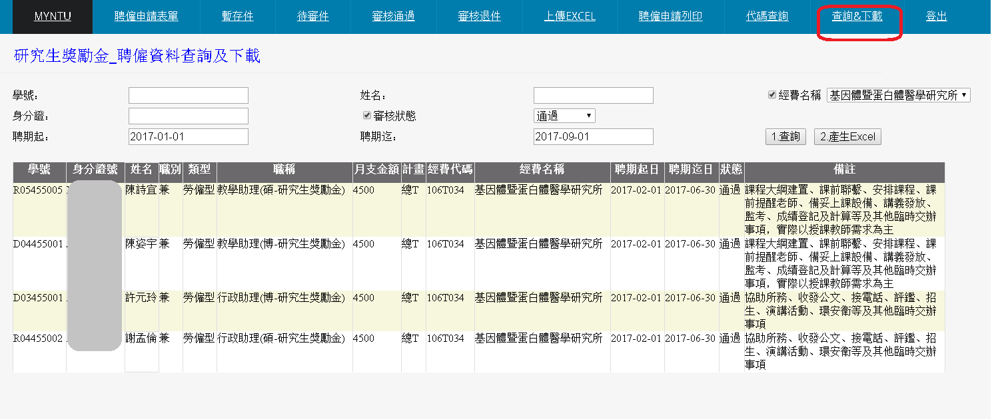 MYNTU 聘僱申請表單 暫存件 待審件 審核通過 審核退件 上傳EXCEL 聘僱申請列印 代碼查詢 查詢&下載 登出
研究生獎勵金_聘僱資料查詢及下載
學號： 姓名： 經費名稱 基因體暨蛋白體醫學研究所
身分證： 審核狀態 通過
聘期起： 2017-01-01 聘期迄： 2017-09-01 1.查詢 2.產生Excel
學號 身分證號 姓名 職別 類型 職稱 月支金額 計畫 經費代碼 經費名稱 聘期起日 聘期迄日 狀態 備註
R05455005 陳詩宜 兼 勞僱型 教學助理(碩-研究生獎勵金) 4500 總T 106T034 基因體暨蛋白體醫學研究所 2017-02-01 2017-06-30 通過 課程大綱建置、課前聯繫、安排課程、課
前提醒老師、備妥上課設備、講義發放、
監考、成績登記及計算等及其他臨時交辦
事項，實際以授課教師需求為主
D04455001 陳姿宇 兼 勞僱型 教學助理(博-研究生獎勵金) 4500 總T 106T034 基因體暨蛋白體醫學研究所 2017-02-01 2017-06-30 通過 課程大綱建置、課前聯繫、安排課程、課
前提醒老師、備妥上課設備、講義發放、
監考、成績登記及計算等及其他臨時交辦
事項，實際以授課教師需求為主
D03455001 許元玲 兼 勞僱型 行政助理(博-研究生獎勵金) 4500 總T 106T034 基因體暨蛋白體醫學研究所 2017-02-01 2017-06-30 通過 協助所務、收發公文、接電話、評鑑、招
生、演講活動、環安衛等及其他臨時交辦
事項
R04455002 謝孟倫 兼 勞僱型 行政助理(碩-研究生獎勵金) 4500 總T 106T034 基因體暨蛋白體醫學研究所 2017-02-01 2017-06-30 通過 協助所務、收發公文、接電話、評鑑、招
生、演講活動、環安衛等及其他臨時交辦
事項